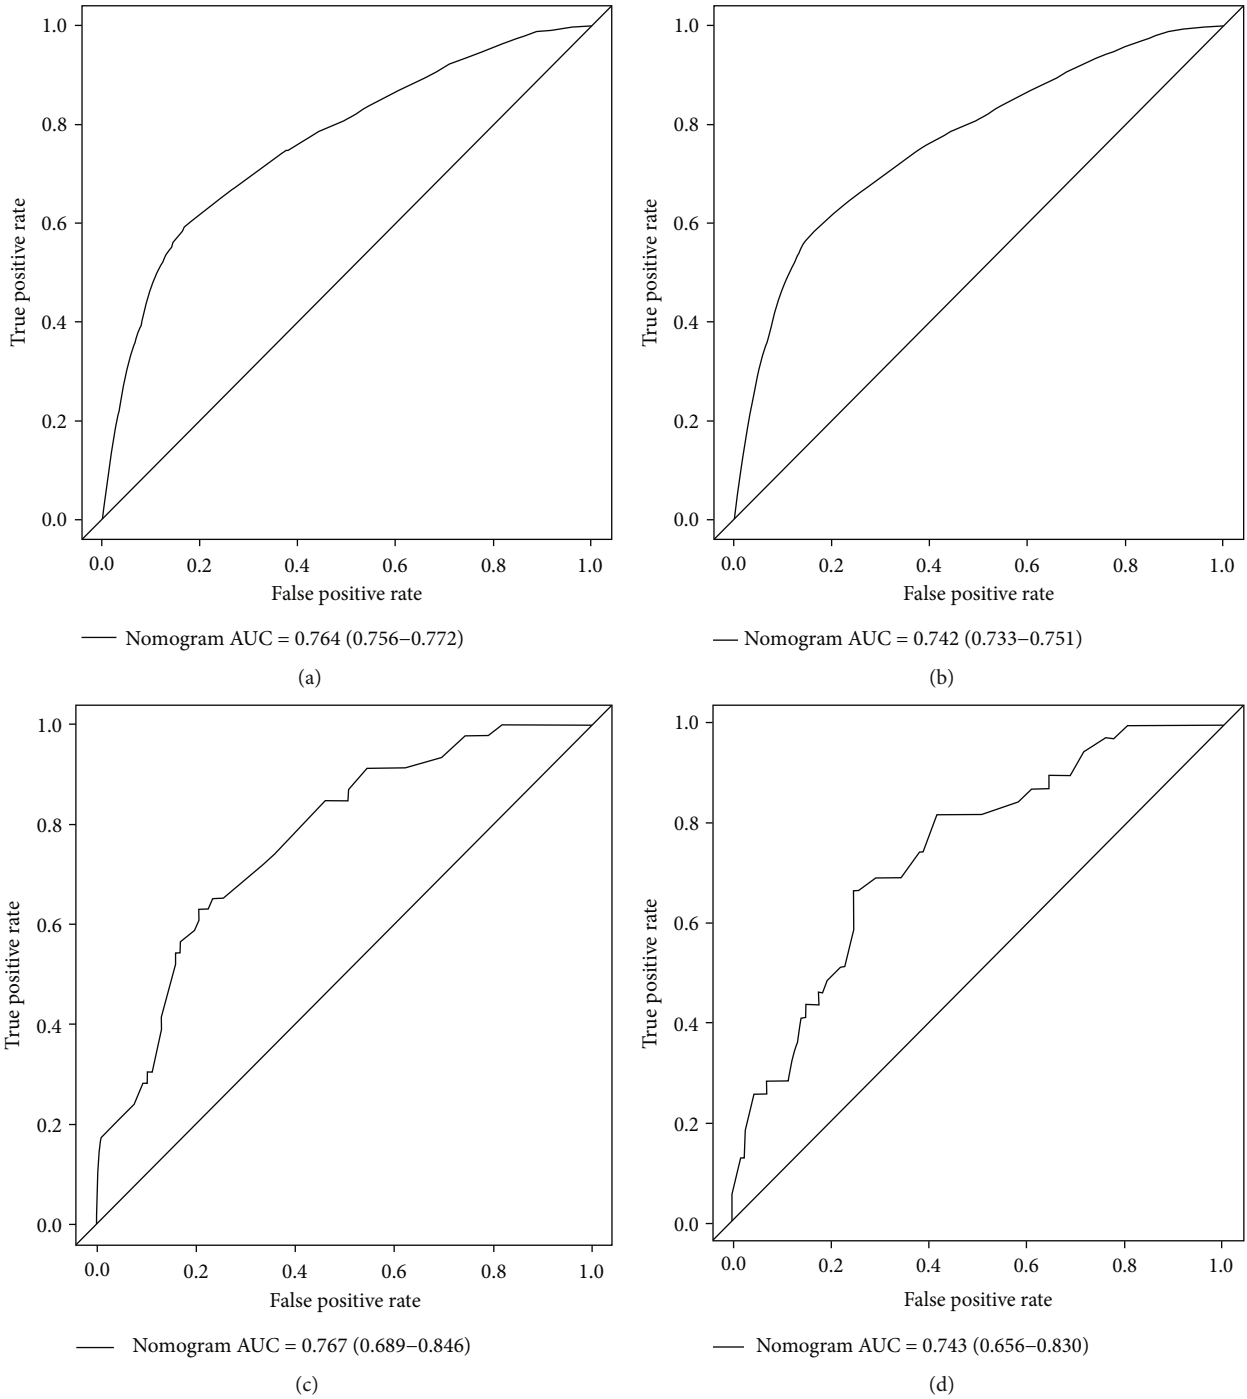 1.0
0.8
0.6
0.4
0.2
0.0
True positive rate
0.0 0.2 0.4 0.6 0.8 1.0
False positive rate
Nomogram AUC = 0.764 (0.756−0.772)
(a)
1.0
0.8
0.6
0.4
0.2
0.0
True positive rate
0.0 0.2 0.4 0.6 0.8 1.0
False positive rate
Nomogram AUC = 0.742 (0.733−0.751)
(b)
1.0
0.8
0.6
0.4
0.2
0.0
True positive rate
0.0 0.2 0.4 0.6 0.8 1.0
False positive rate
Nomogram AUC = 0.767 (0.689−0.846)
(c)
1.0
0.8
0.6
0.4
0.2
0.0
True positive rate
0.0 0.2 0.4 0.6 0.8 1.0
False positive rate
Nomogram AUC = 0.743 (0.656−0.830)
(d)